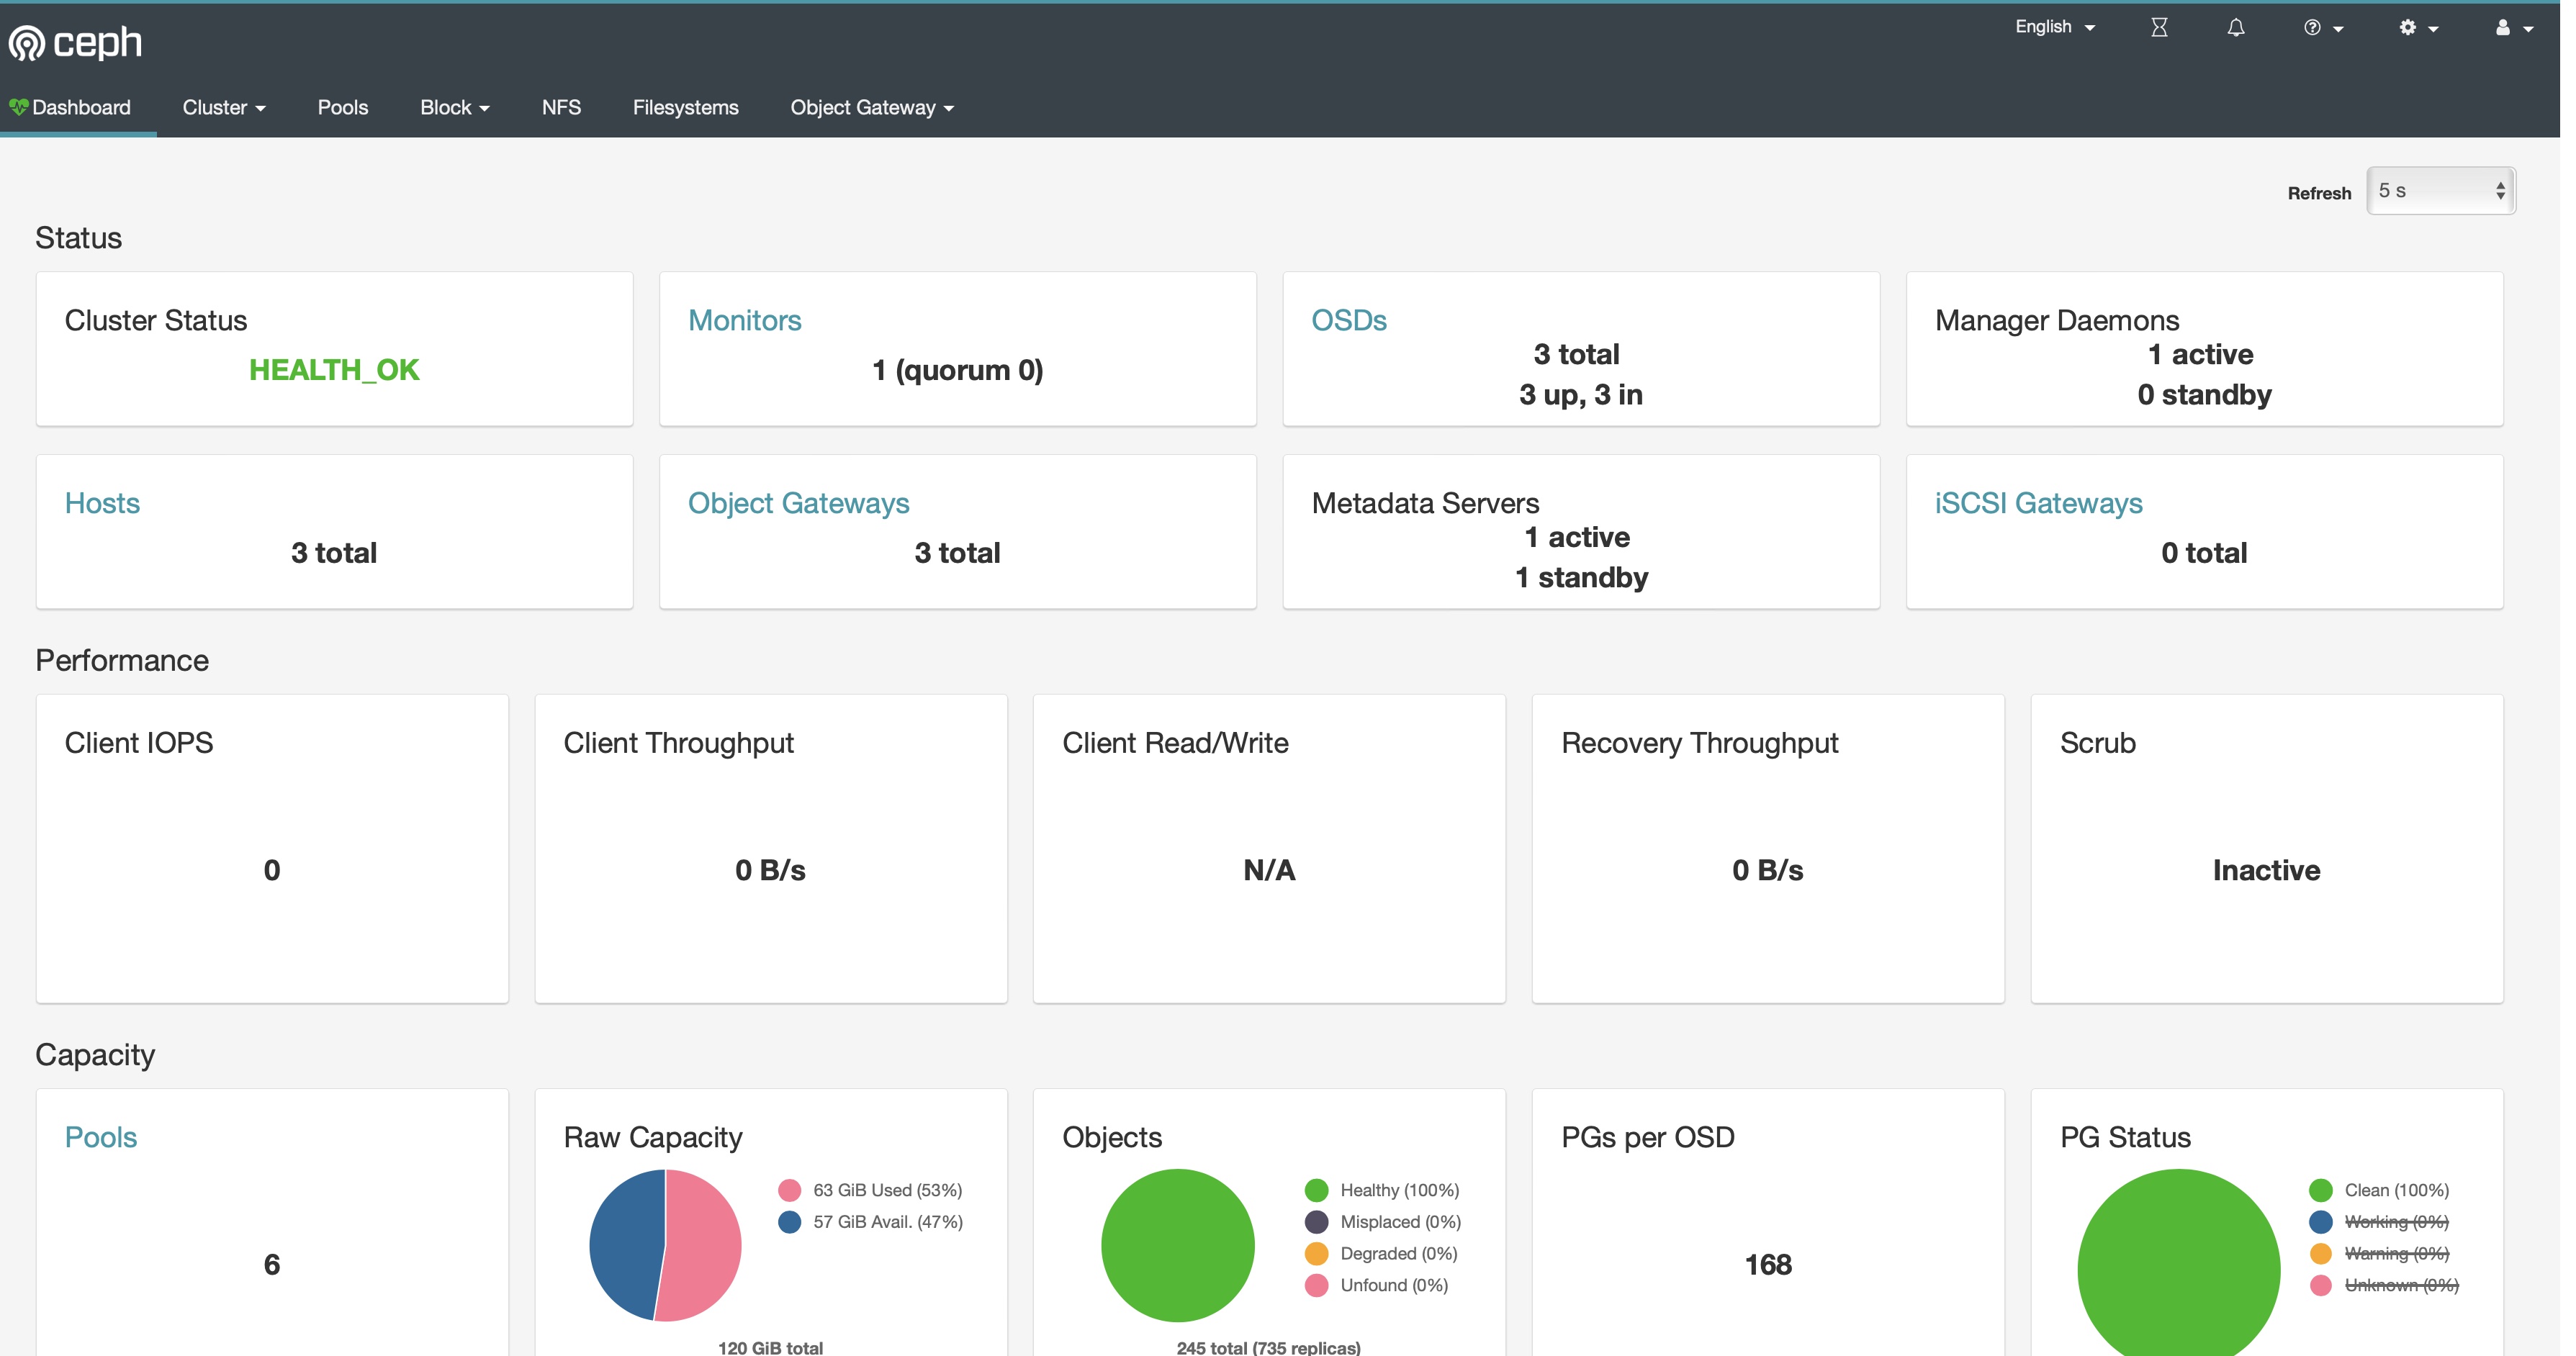 ceph
English
Dashboard
Cluster
Pools
Block
NFS
Filesystems
Object Gateway
Refresh
5 s
Status
Cluster Status
HEALTH_OK
Monitors
1 (quorum 0)
OSDs
3 total
3 up, 3 in
Manager Daemons
1 active
0 standby
Hosts
3 total
Object Gateways
3 total
Metadata Servers
1 active
1 standby
iSCSI Gateways
0 total
Performance
Client IOPS
0
Client Throughput
0 B/s
Client Read/Write
N/A
Recovery Throughput
0 B/s
Scrub
Inactive
Capacity
Pools
6
Raw Capacity
63 GiB Used (53%)
57 GiB Avail. (47%)
120 GiB total
Objects
Healthy (100%)
Misplaced (0%)
Degraded (0%)
Unfound (0%)
245 total (735 replicas)
PGs per OSD
168
PG Status
Clean (100%)
Working (0%)
Warning (0%)
Unknown (0%)